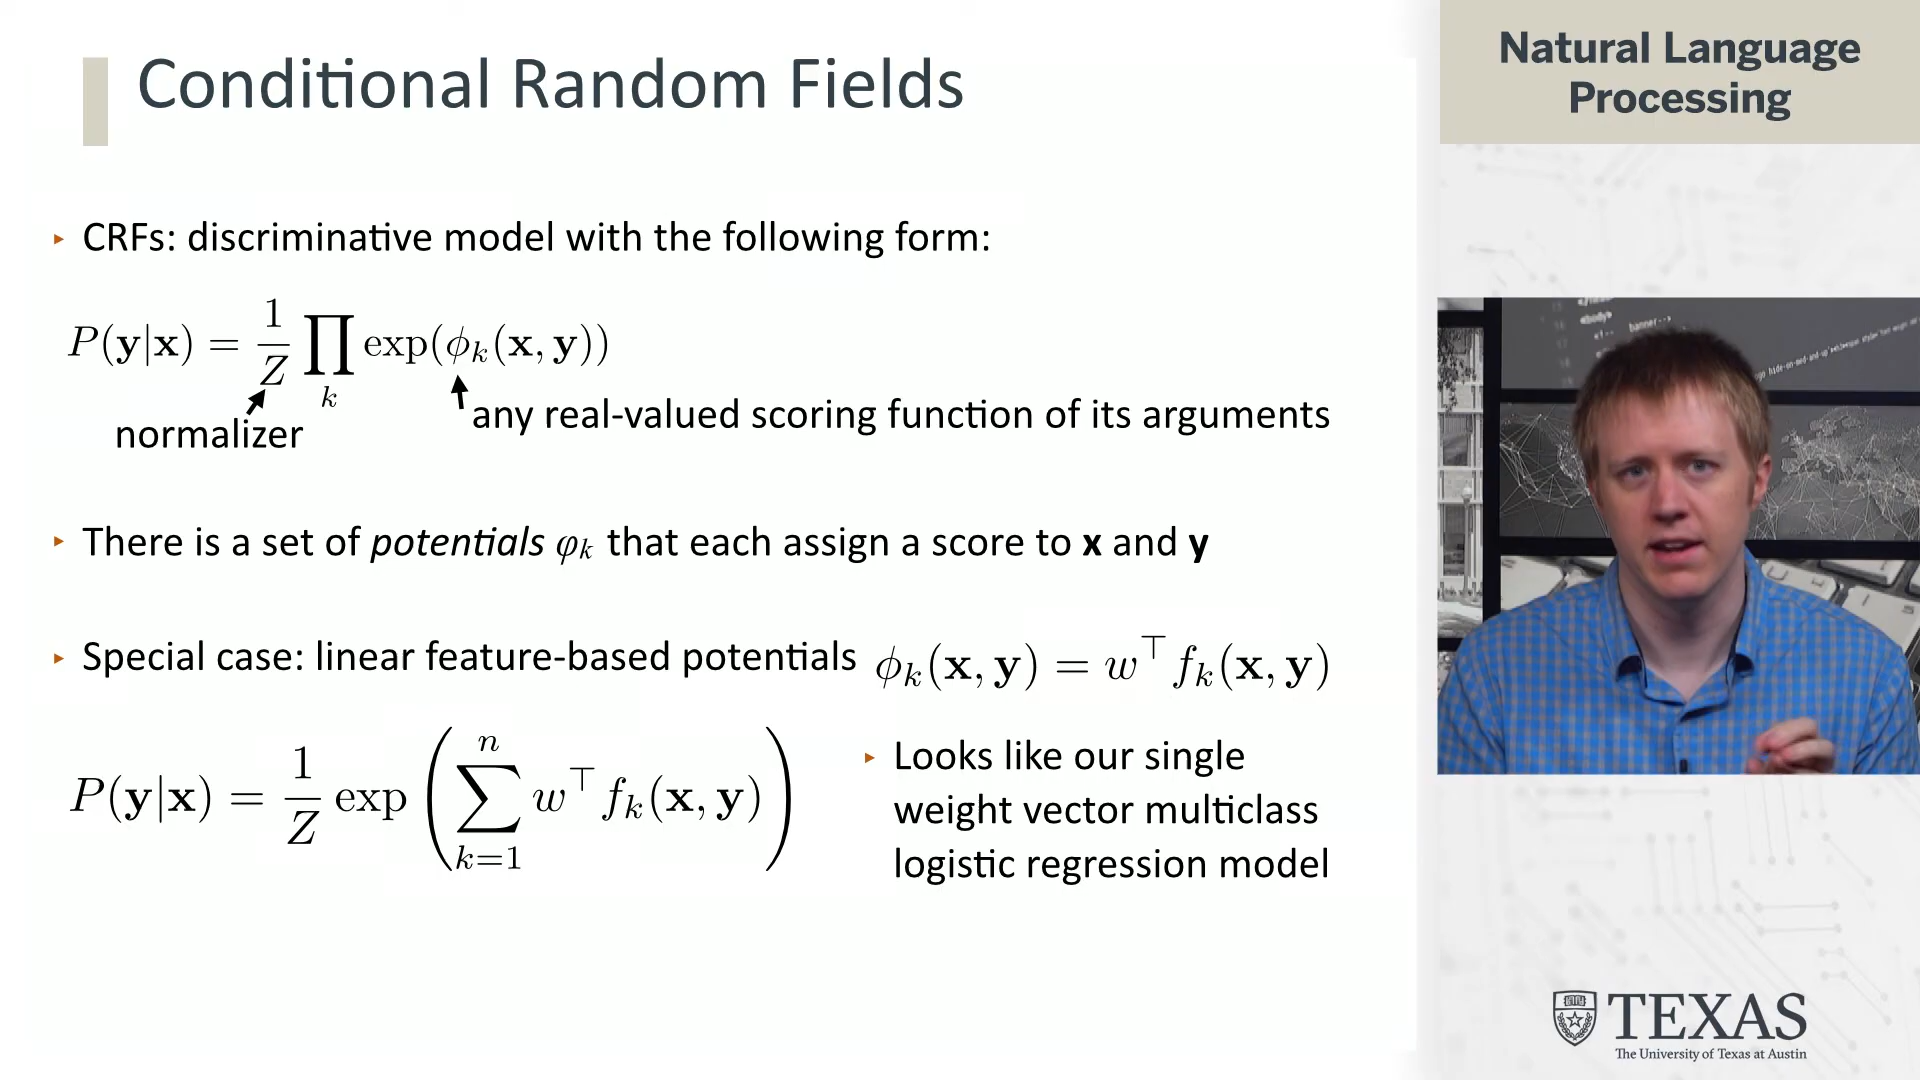 Conditional Random Fields
Natural Language
Processing
‣ CRFs: discriminative model with the following form:
P(y|x) = 1/Z ∏_k exp(ϕ_k(x, y))
normalizer
any real-valued scoring function of its arguments
‣ There is a set of potentials φ_k that each assign a score to x and y
‣ Special case: linear feature-based potentials ϕ_k(x, y) = w^⊤ f_k(x, y)
P(y|x) = 1/Z exp(∑_{k=1}^{n} w^⊤ f_k(x, y))
‣ Looks like our single
weight vector multiclass
logistic regression model
<body>
banner-->
TEXAS
The University of Texas at Austin